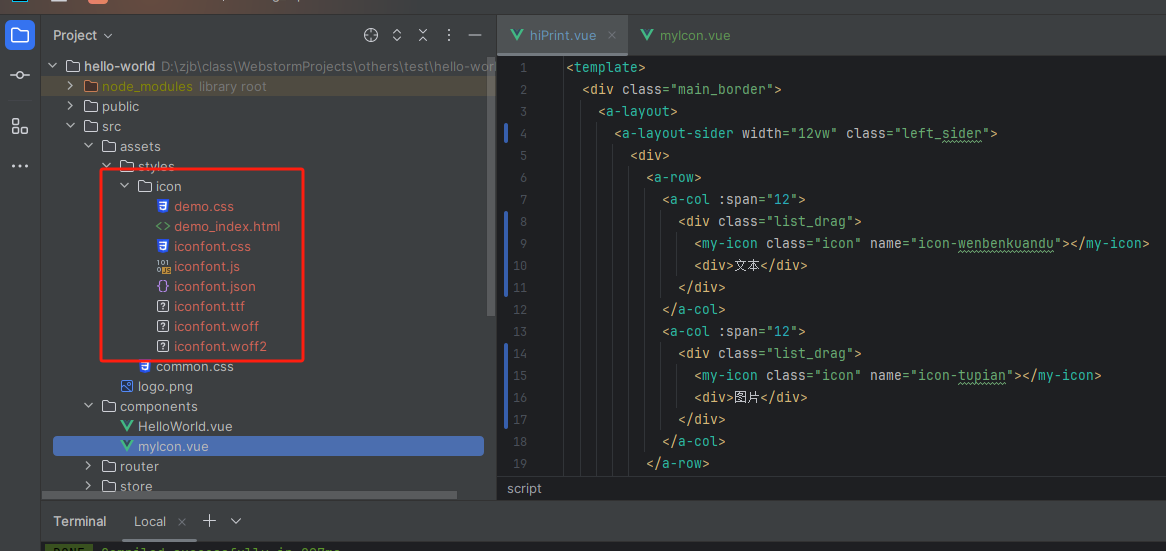 Project
hello-world D:\zjb\class\WebstormProjects\others\test\hello-wor
node_modules library root
public
src
assets
styles
icon
demo.css
demo_index.html
iconfont.css
iconfont.js
iconfont.json
iconfont.ttf
iconfont.woff
iconfont.woff2
common.css
logo.png
components
HelloWorld.vue
myIcon.vue
router
store
hiPrint.vue
myIcon.vue
1 <template>
2 <div class="main_border">
3 <a-layout>
4 <a-layout-sider width="12vw" class="left_sider">
5 <div>
6 <a-row>
7 <a-col :span="12">
8 <div class="list_drag">
9 <my-icon class="icon" name="icon-wenbenkuandu"></my-icon>
10 <div>文本</div>
11 </div>
12 </a-col>
13 <a-col :span="12">
14 <div class="list_drag">
15 <my-icon class="icon" name="icon-tupian"></my-icon>
16 <div>图片</div>
17 </div>
18 </a-col>
19 </a-row>
script
Terminal Local